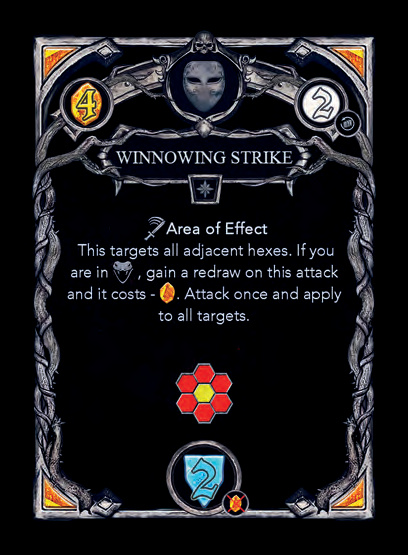 4
2
WINNOWING STRIKE
Area of Effect
This targets all adjacent hexes. If you
are in , gain a redraw on this attack
and it costs - . Attack once and apply
to all targets.
2